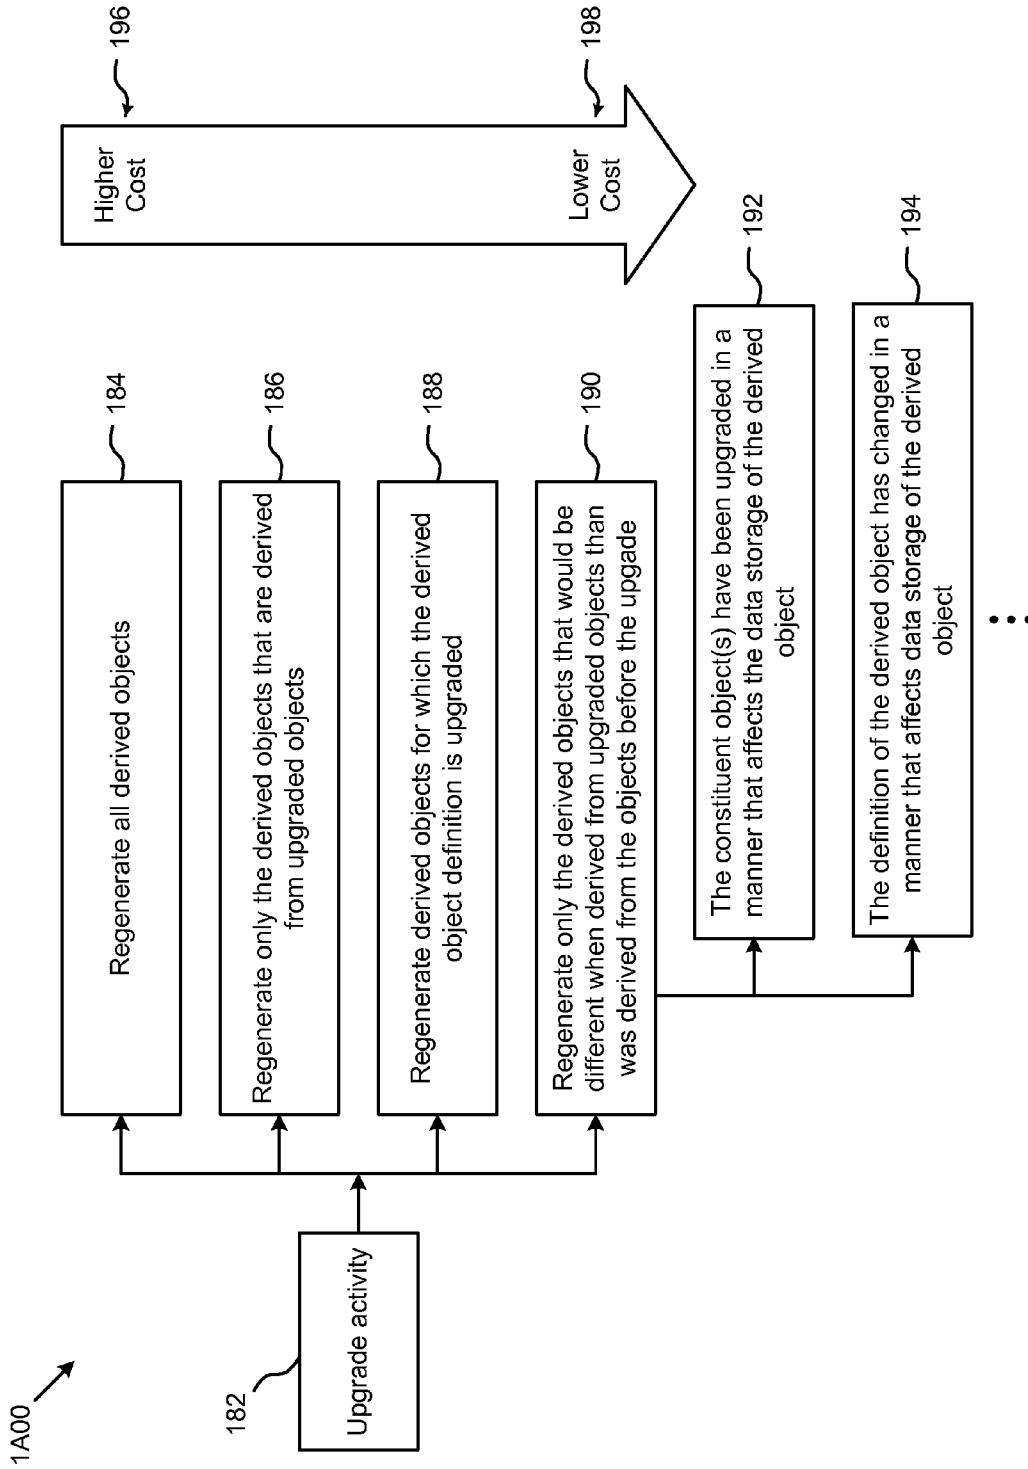 1A00
182
Upgrade activity
Regenerate all derived objects
184
Regenerate only the derived objects that are derived
from upgraded objects
186
Regenerate derived objects for which the derived
object definition is upgraded
188
Regenerate only the derived objects that would be
different when derived from upgraded objects than
was derived from the objects before the upgade
190
The constituent object(s) have been upgraded in a
manner that affects the data storage of the derived
object
192
The definition of the derived object has changed in a
manner that affects data storage of the derived
object
194
Higher
Cost
196
Lower
Cost
198